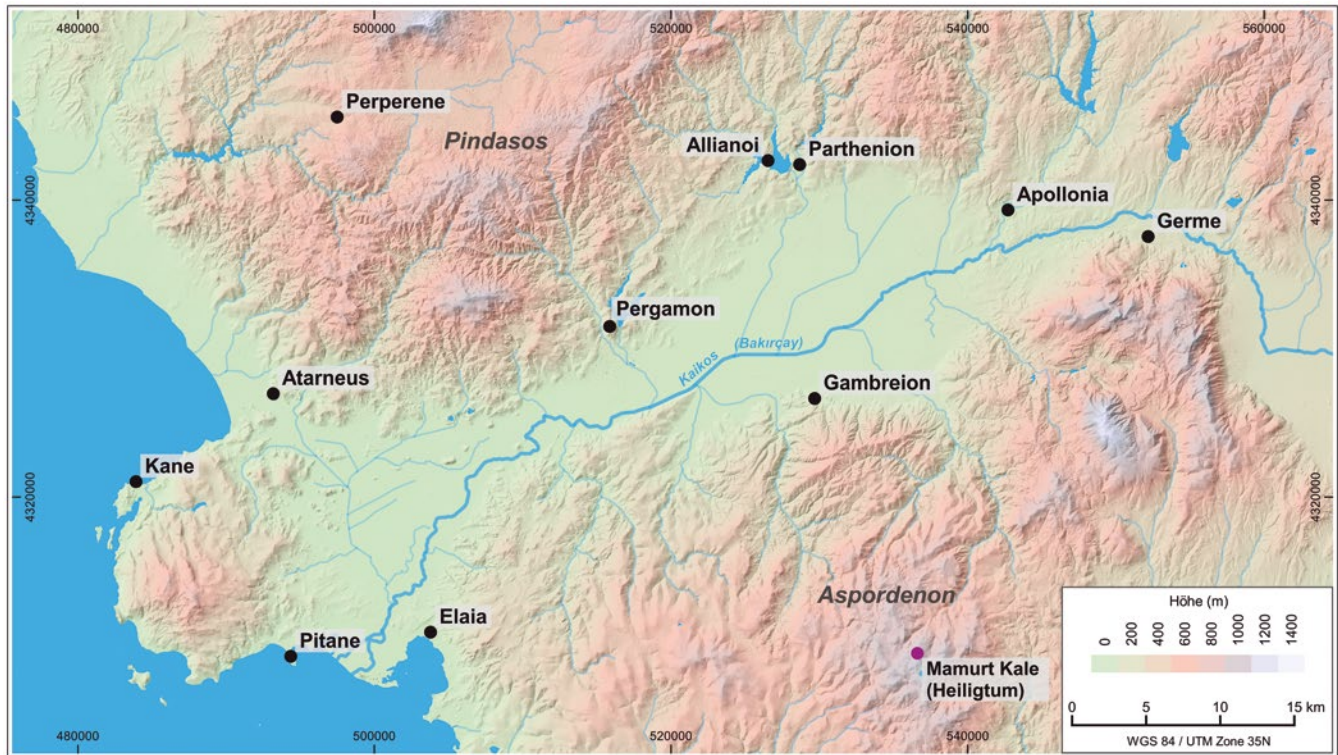 480000
500000
520000
540000
560000
Perperene
Pindasos
Allianoi
Parthenion
4340000
4340000
Apollonia
Germe
Pergamon
Kaikos
(Bakırçay)
Atarneus
Gambreion
Kane
4320000
4320000
Aspordenon
Elaia
Pitane
Mamurt Kale
(Heiligtum)
Höhe (m)
0 200 400 600 800 1000 1200 1400
0 5 10 15 km
WGS 84 / UTM Zone 35N
480000
500000
520000
540000